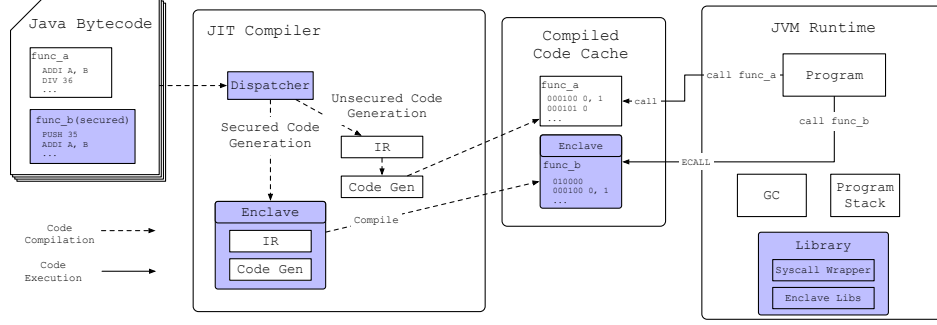 Java Bytecode
func_a
ADDI A, B
DIV 36
...
func_b(secured)
PUSH 35
ADDI A, B
...
Code
Compilation
Code
Execution
JIT Compiler
Dispatcher
Unsecured Code
Generation
Secured Code
Generation
IR
Code Gen
Enclave
IR
Code Gen
Compile
Compiled
Code Cache
func_a
000100 0, 1
000101 0
...
Enclave
func_b
010000
000100 0, 1
...
call
call func_a
ECALL
JVM Runtime
Program
call func_b
GC
Program
Stack
Library
Syscall Wrapper
Enclave Libs